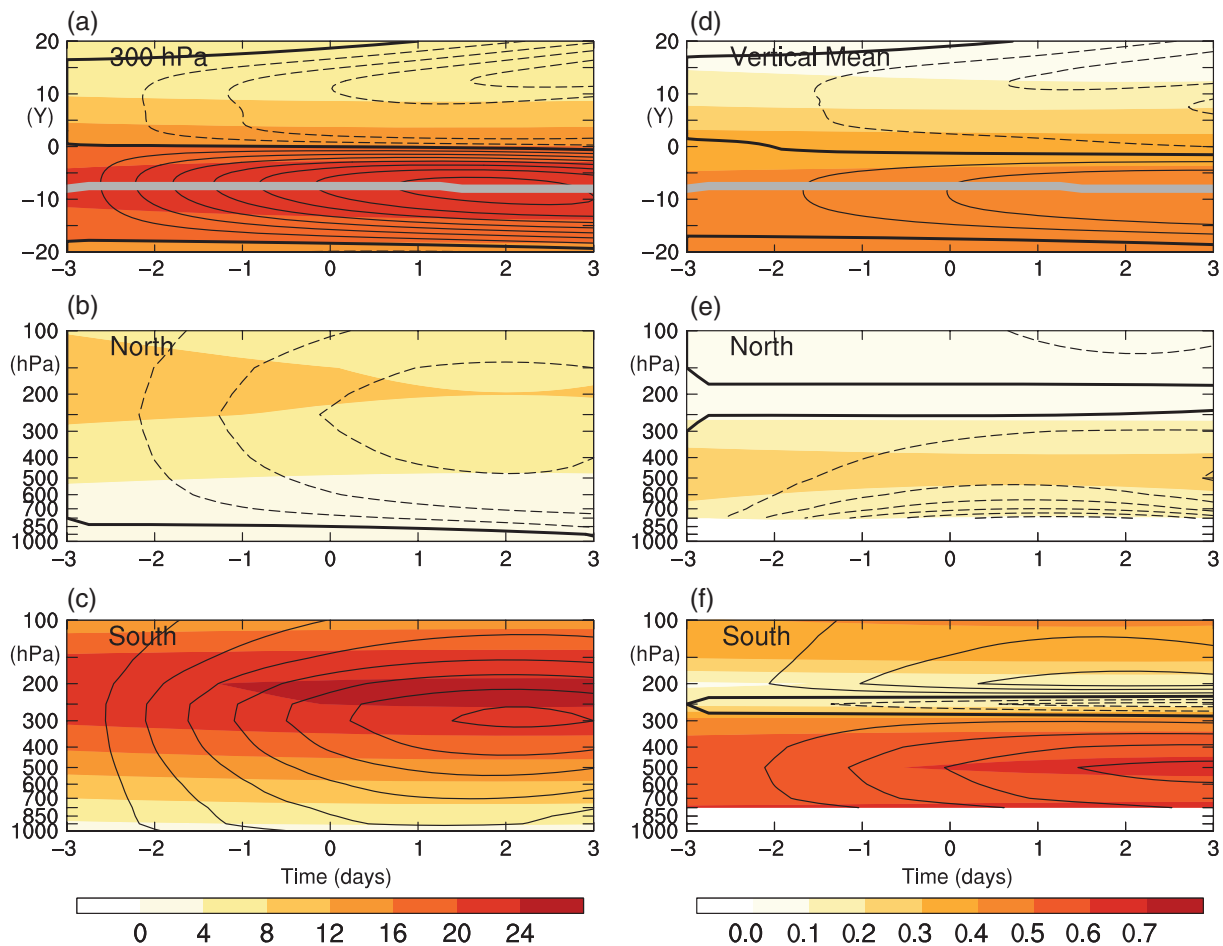 (a)
300 hPa
20
10
(Y)
0
−10
−20
−3 −2 −1 0 1 2 3
(d)
Vertical Mean
20
10
(Y)
0
−10
−20
−3 −2 −1 0 1 2 3
(b)
North
100
(hPa)
200
300
400
500
600
700
850
1000
−3 −2 −1 0 1 2 3
(e)
North
100
(hPa)
200
300
400
500
600
700
850
1000
−3 −2 −1 0 1 2 3
(c)
South
100
(hPa)
200
300
400
500
600
700
850
1000
−3 −2 −1 0 1 2 3
Time (days)
(f)
South
100
(hPa)
200
300
400
500
600
700
850
1000
−3 −2 −1 0 1 2 3
Time (days)
0 4 8 12 16 20 24
0.0 0.1 0.2 0.3 0.4 0.5 0.6 0.7